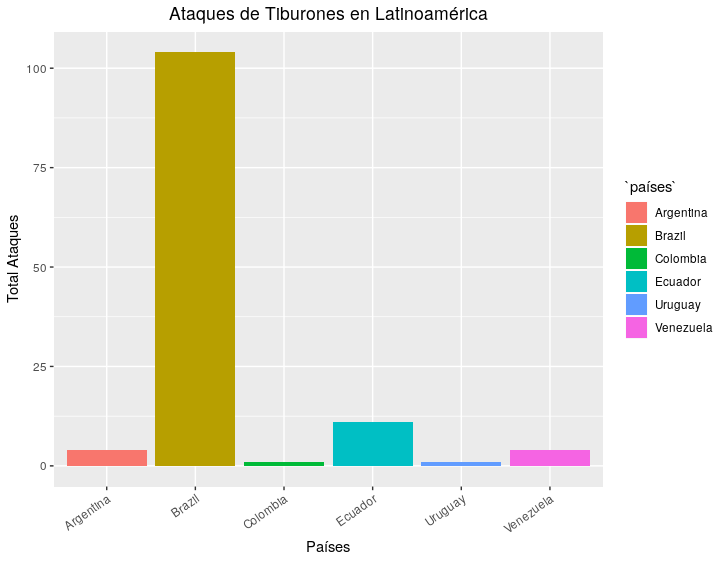 Ataques de Tiburones en Latinoamérica
Total Ataques
100
75
50
25
0
Argentina
Brazil
Colombia
Ecuador
Uruguay
Venezuela
Países
`países`
Argentina
Brazil
Colombia
Ecuador
Uruguay
Venezuela